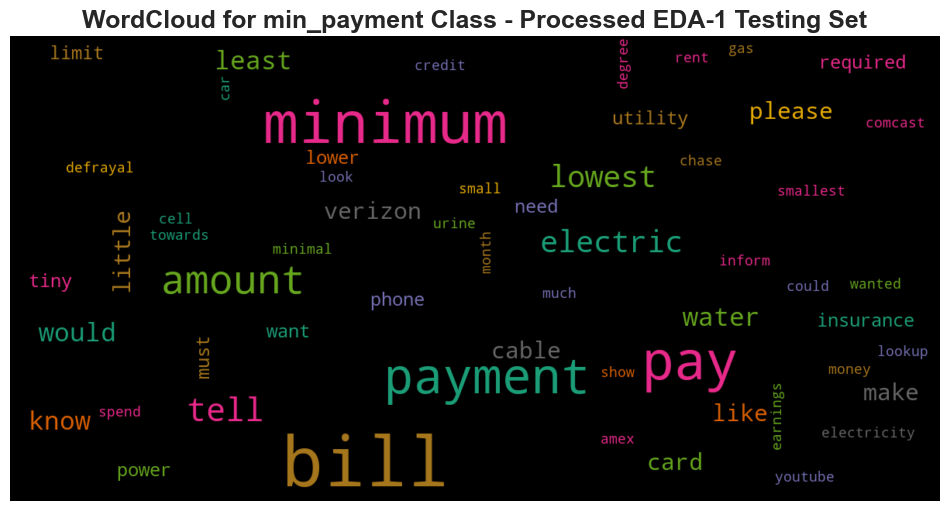 WordCloud for min_payment Class - Processed EDA-1 Testing Set
limit
least
car
credit
degree
rent
gas
required
minimum
utility
please
comcast
defrayal
lower
look
small
lowest
chase
smallest
little
cell
towards
verizon
need
urine
minimal
month
electric
inform
tiny
amount
phone
much
could
wanted
would
must
want
cable
water
insurance
lookup
payment
pay
show
money
make
know
spend
tell
like
earnings
electricity
power
bill
amex
card
youtube